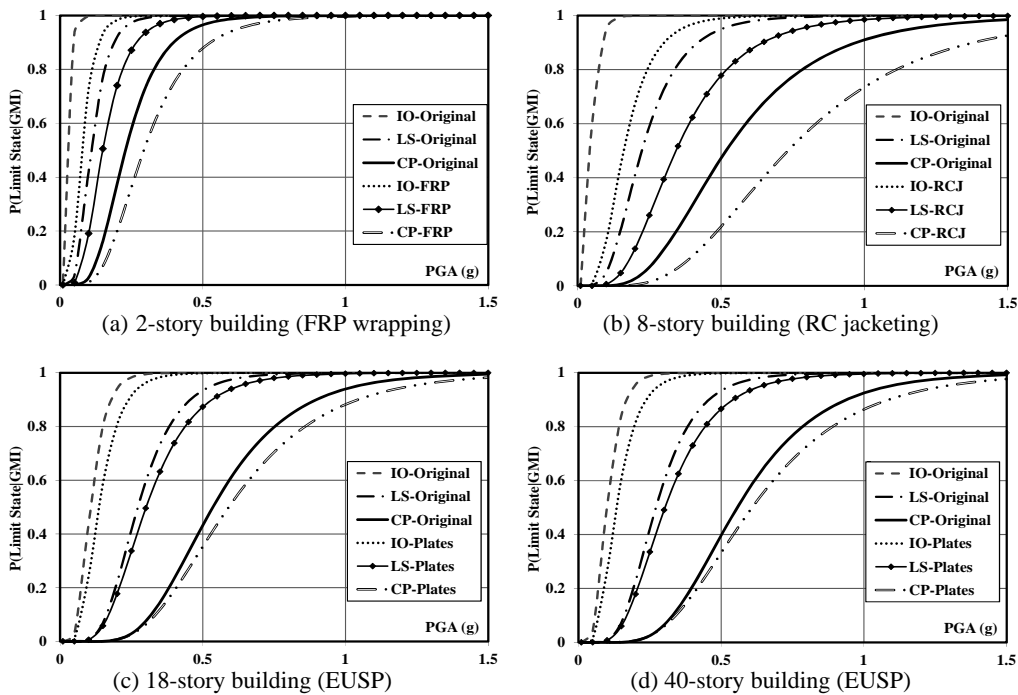 P(Limit State|GMI)
1
0.8
0.6
0.4
0.2
0
IO-Original
LS-Original
CP-Original
IO-FRP
LS-FRP
CP-FRP
PGA (g)
0 0.5 1 1.5
(a) 2-story building (FRP wrapping)
P(Limit State|GMI)
1
0.8
0.6
0.4
0.2
0
IO-Original
LS-Original
CP-Original
IO-RCJ
LS-RCJ
CP-RCJ
PGA (g)
0 0.5 1 1.5
(b) 8-story building (RC jacketing)
P(Limit State|GMI)
1
0.8
0.6
0.4
0.2
0
IO-Original
LS-Original
CP-Original
IO-Plates
LS-Plates
CP-Plates
PGA (g)
0 0.5 1 1.5
(c) 18-story building (EUSP)
P(Limit State|GMI)
1
0.8
0.6
0.4
0.2
0
IO-Original
LS-Original
CP-Original
IO-Plates
LS-Plates
CP-Plates
PGA (g)
0 0.5 1 1.5
(d) 40-story building (EUSP)